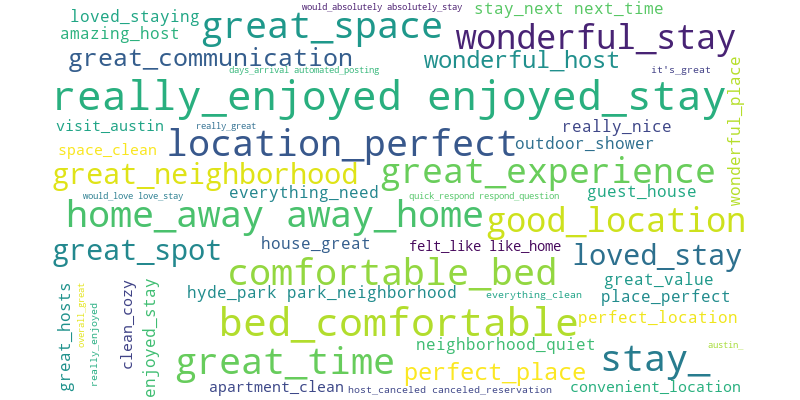 would_absolutely absolutely_stay
loved_staying great_space stay_next next_time
amazing_host wonderful_stay
great_communication wonderful_host
days_arrival automated_posting it's_great
really_enjoyed enjoyed_stay wonderful_place
visit_austin really_great really_nice
space_clean location_perfect outdoor_shower
great_neighborhood great_experience
would_love love_stay everything_need quick_respond respond_question guest_house
home_away away_home good_location
great_spot house_great felt_like like_home loved_stay
comfortable_bed great_value
hyde_park park_neighborhood everything_clean place_perfect
great_hosts overall_great really_enjoyed clean_cozy enjoyed_stay
bed_comfortable perfect_location
neighborhood_quiet austin_
great_time perfect_place stay_
apartment_clean host_canceled canceled_reservation convenient_location